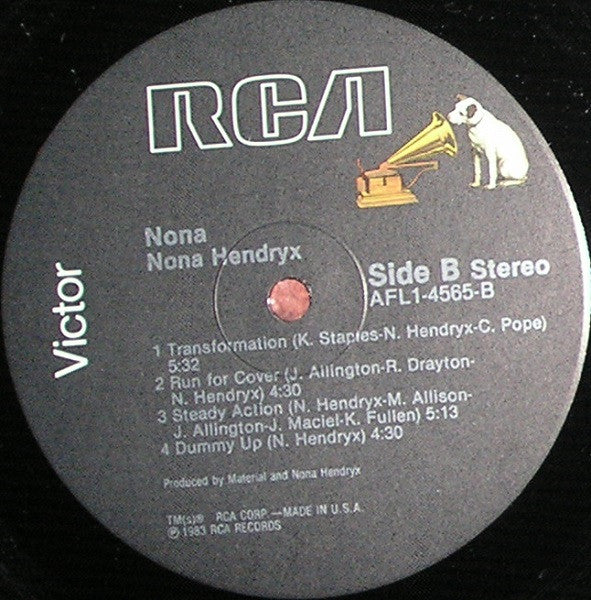 RCA
Victor
Nona
Nona Hendryx
Side B Stereo
AFL1-4565-B
1 Transformation (K. Staples-N. Hendryx-C. Pope)
5:32
2 Run for Cover (J. Allington-R. Drayton-
N. Hendryx) 4:30
3 Steady Action (N. Hendryx-M. Allison-
J. Allington-J. Maciel-K. Fullen) 5:13
4 Dummy Up (N. Hendryx) 4:30
Produced by Material and Nona Hendryx
TM(s)® RCA CORP.—MADE IN U.S.A.
℗ 1983 RCA RECORDS